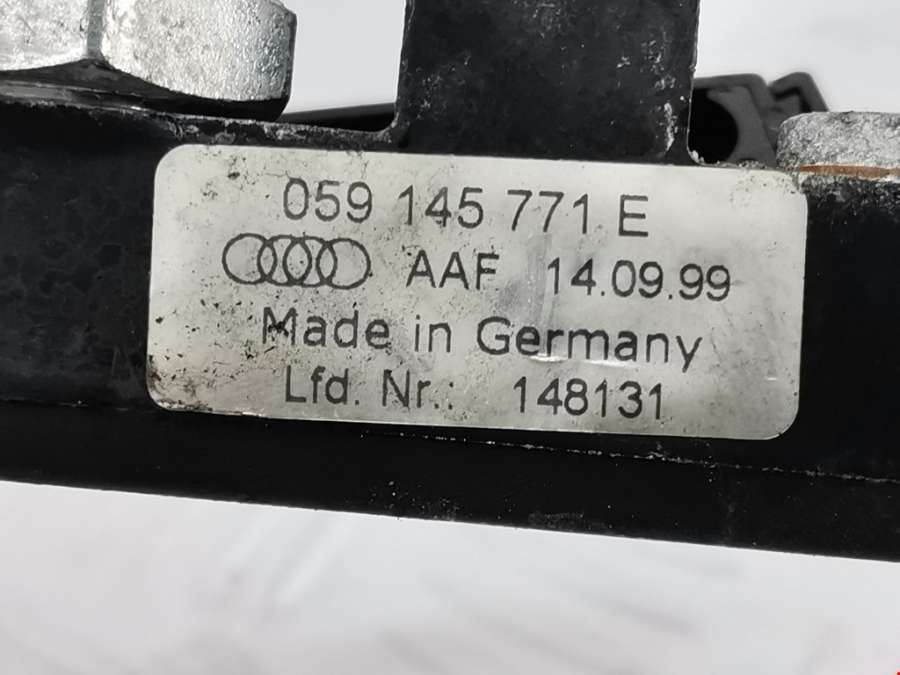 059 145 771 E
AAF 14.09.99
Made in Germany
Lfd. Nr.: 148131